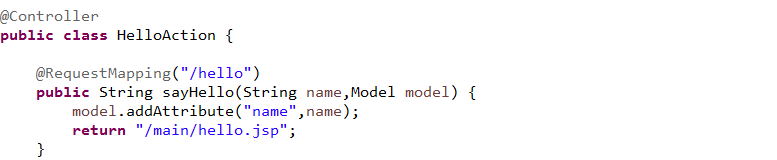 @Controller
public class HelloAction {
@RequestMapping("/hello")
public String sayHello(String name,Model model) {
model.addAttribute("name",name);
return "/main/hello.jsp";
}